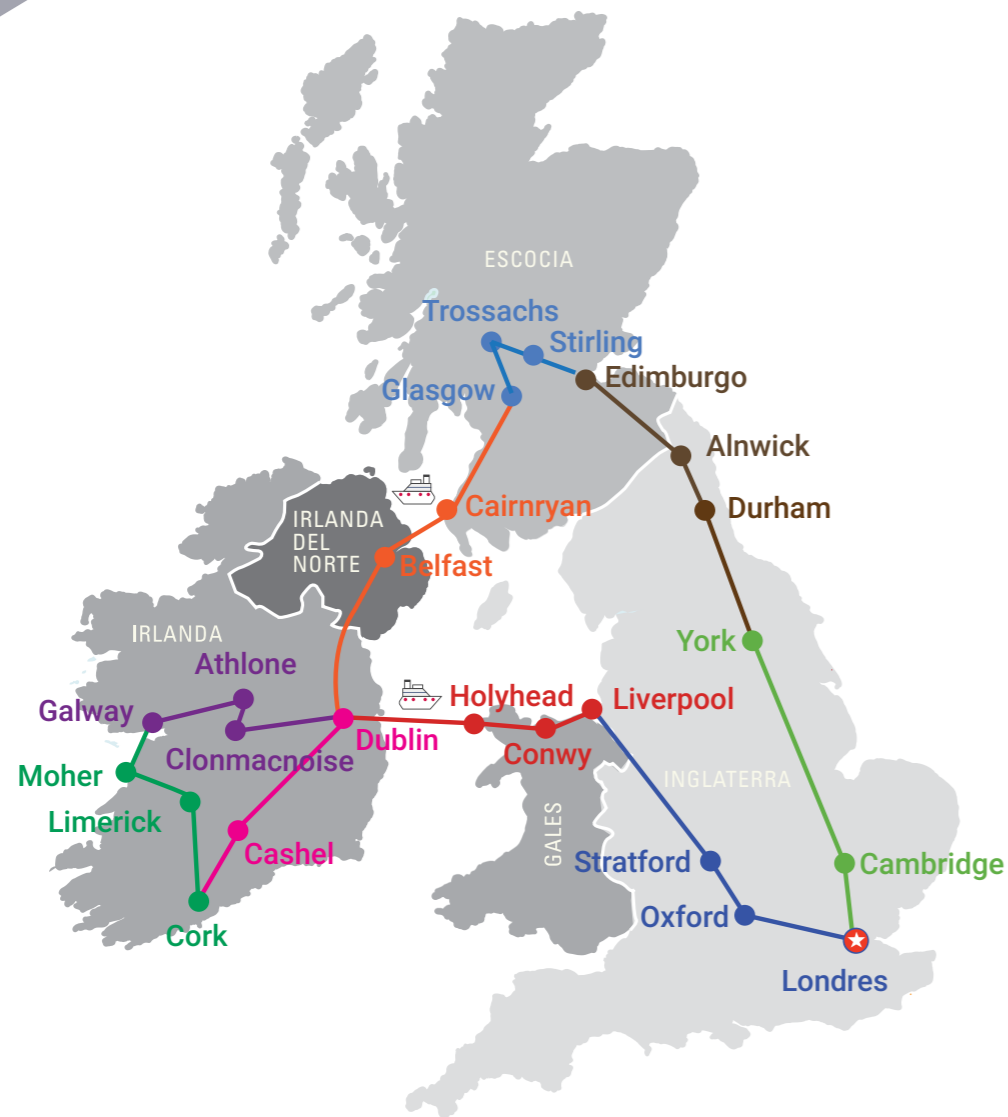 ESCOCIA
Trossachs
Stirling
Edimburgo
Glasgow
Alnwick
Cairnryan
Durham
IRLANDA
DEL
NORTE
Belfast
IRLANDA
York
Athlone
Galway
Holyhead
Liverpool
Dublin
Conwy
Clonmacnoise
Moher
INGLATERRA
Limerick
GALES
Cashel
Stratford
Cambridge
Oxford
Cork
Londres